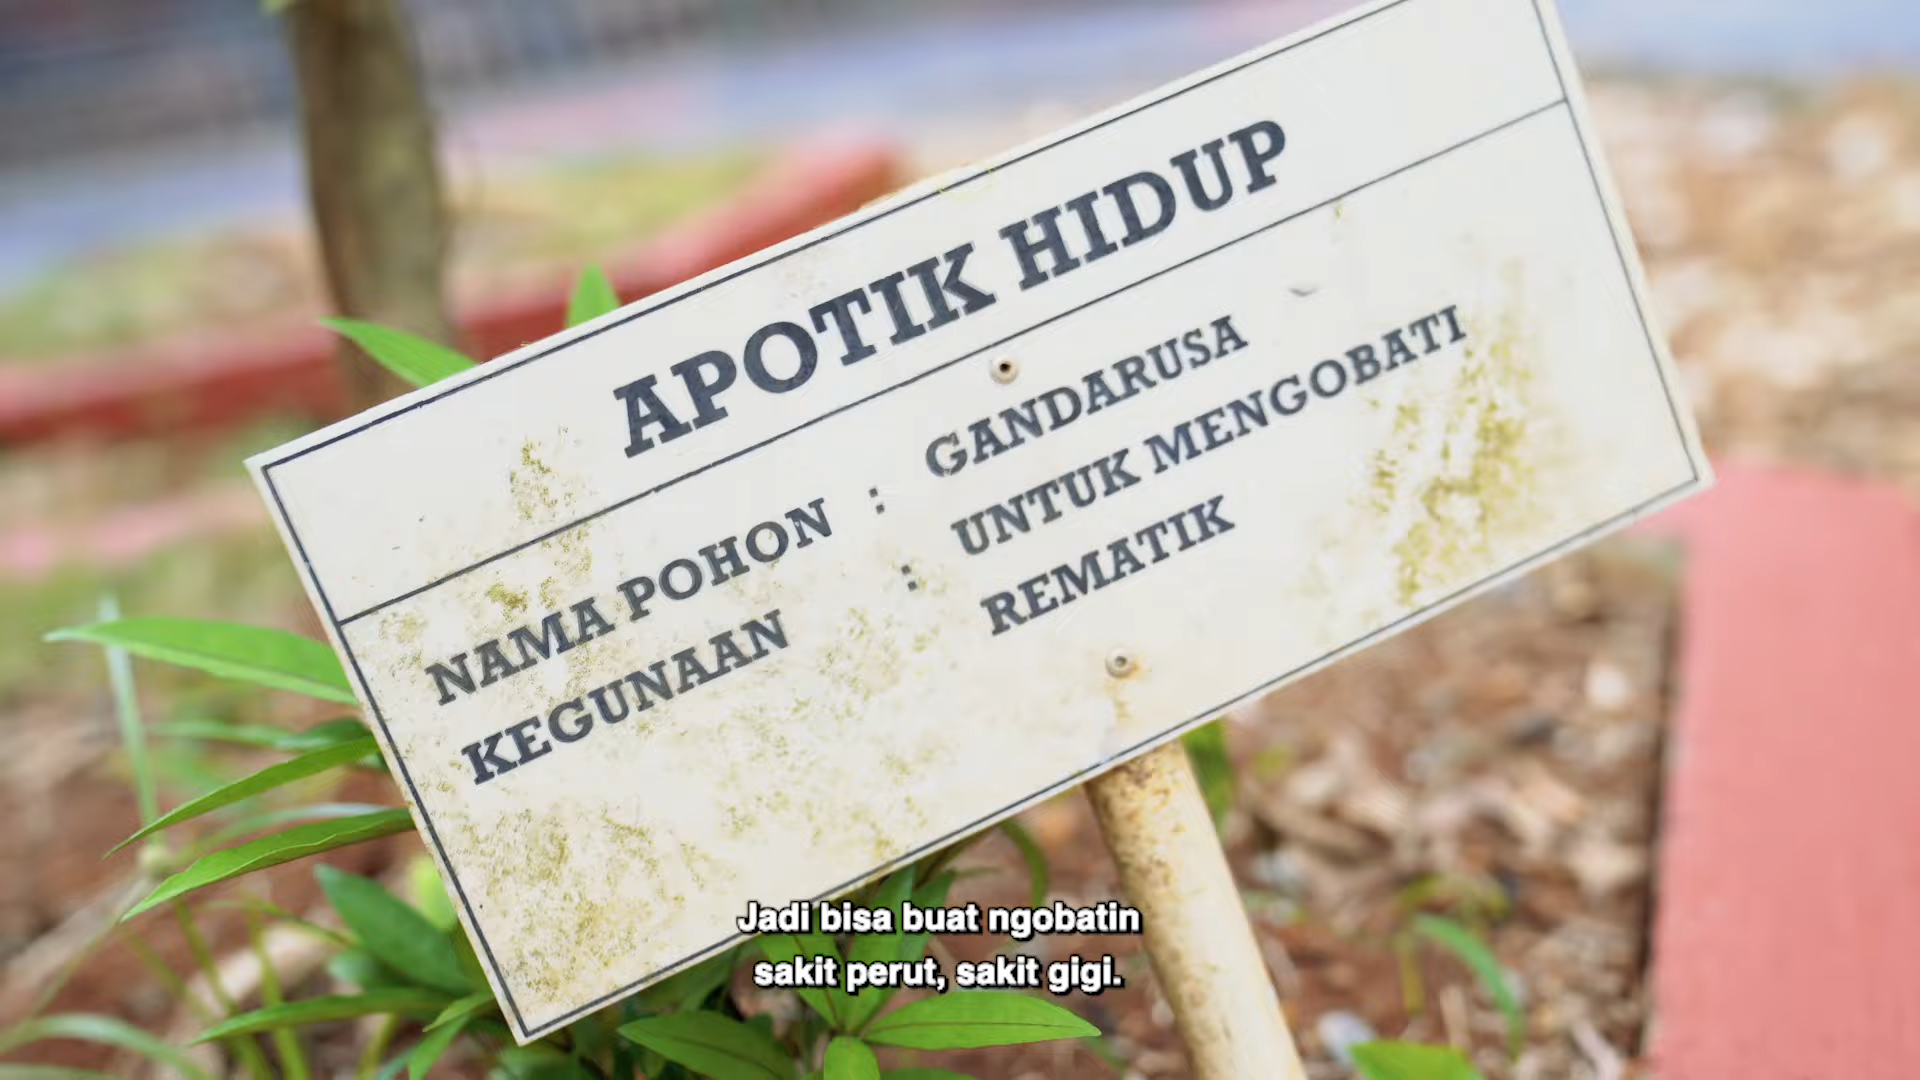 APOTIK HIDUP
NAMA POHON : GANDARUSA
KEGUNAAN : UNTUK MENGOBATI
REMATIK
Jadi bisa buat ngobatin
sakit perut, sakit gigi.